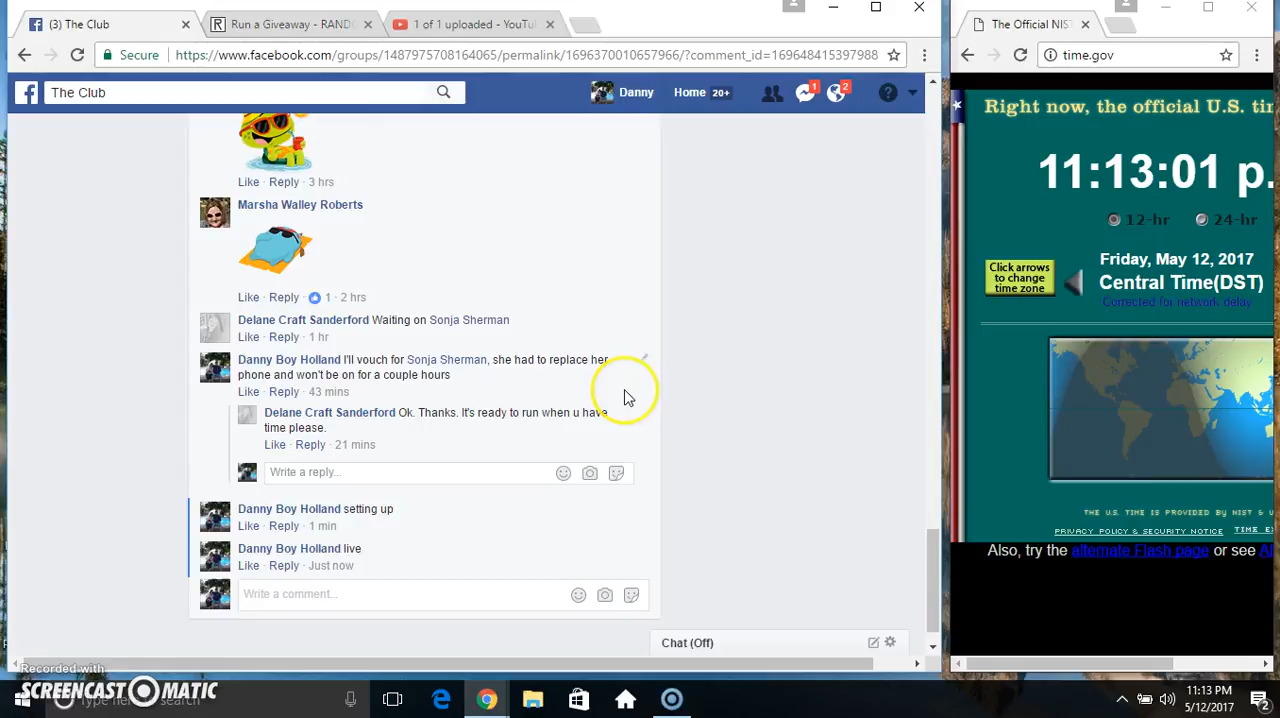 (3) The Club
Run a Giveaway - RAND
1 of 1 uploaded - YouTu
The Official NIST
Secure
https://www.facebook.com/groups/1487975708164065/permalink/1696370010657966/?comment_id=169648415397988
time.gov
The Club
Danny
Home 20+
1
2
Right now, the official U.S. tim
11:13:01 p.
12-hr
24-hr
Click arrows
to change
time zone
Friday, May 12, 2017
Central Time(DST)
Corrected for network delay
Like · Reply · 3 hrs
Marsha Walley Roberts
Like · Reply · 1 · 2 hrs
Delane Craft Sanderford Waiting on Sonja Sherman
Like · Reply · 1 hr
Danny Boy Holland I'll vouch for Sonja Sherman, she had to replace her
phone and won't be on for a couple hours
Like · Reply · 43 mins
Delane Craft Sanderford Ok. Thanks. It's ready to run when u have
time please.
Like · Reply · 21 mins
Write a reply...
Danny Boy Holland setting up
Like · Reply · 1 min
Danny Boy Holland live
Like · Reply · Just now
Write a comment...
Chat (Off)
THE U.S. TIME IS PROVIDED BY NIST & U
PRIVACY POLICY & SECURITY NOTICE TIME E
Also, try the alternate Flash page or see A
Recorded with
SCREENCAST MATIC
Type here to search
11:13 PM
5/12/2017
2